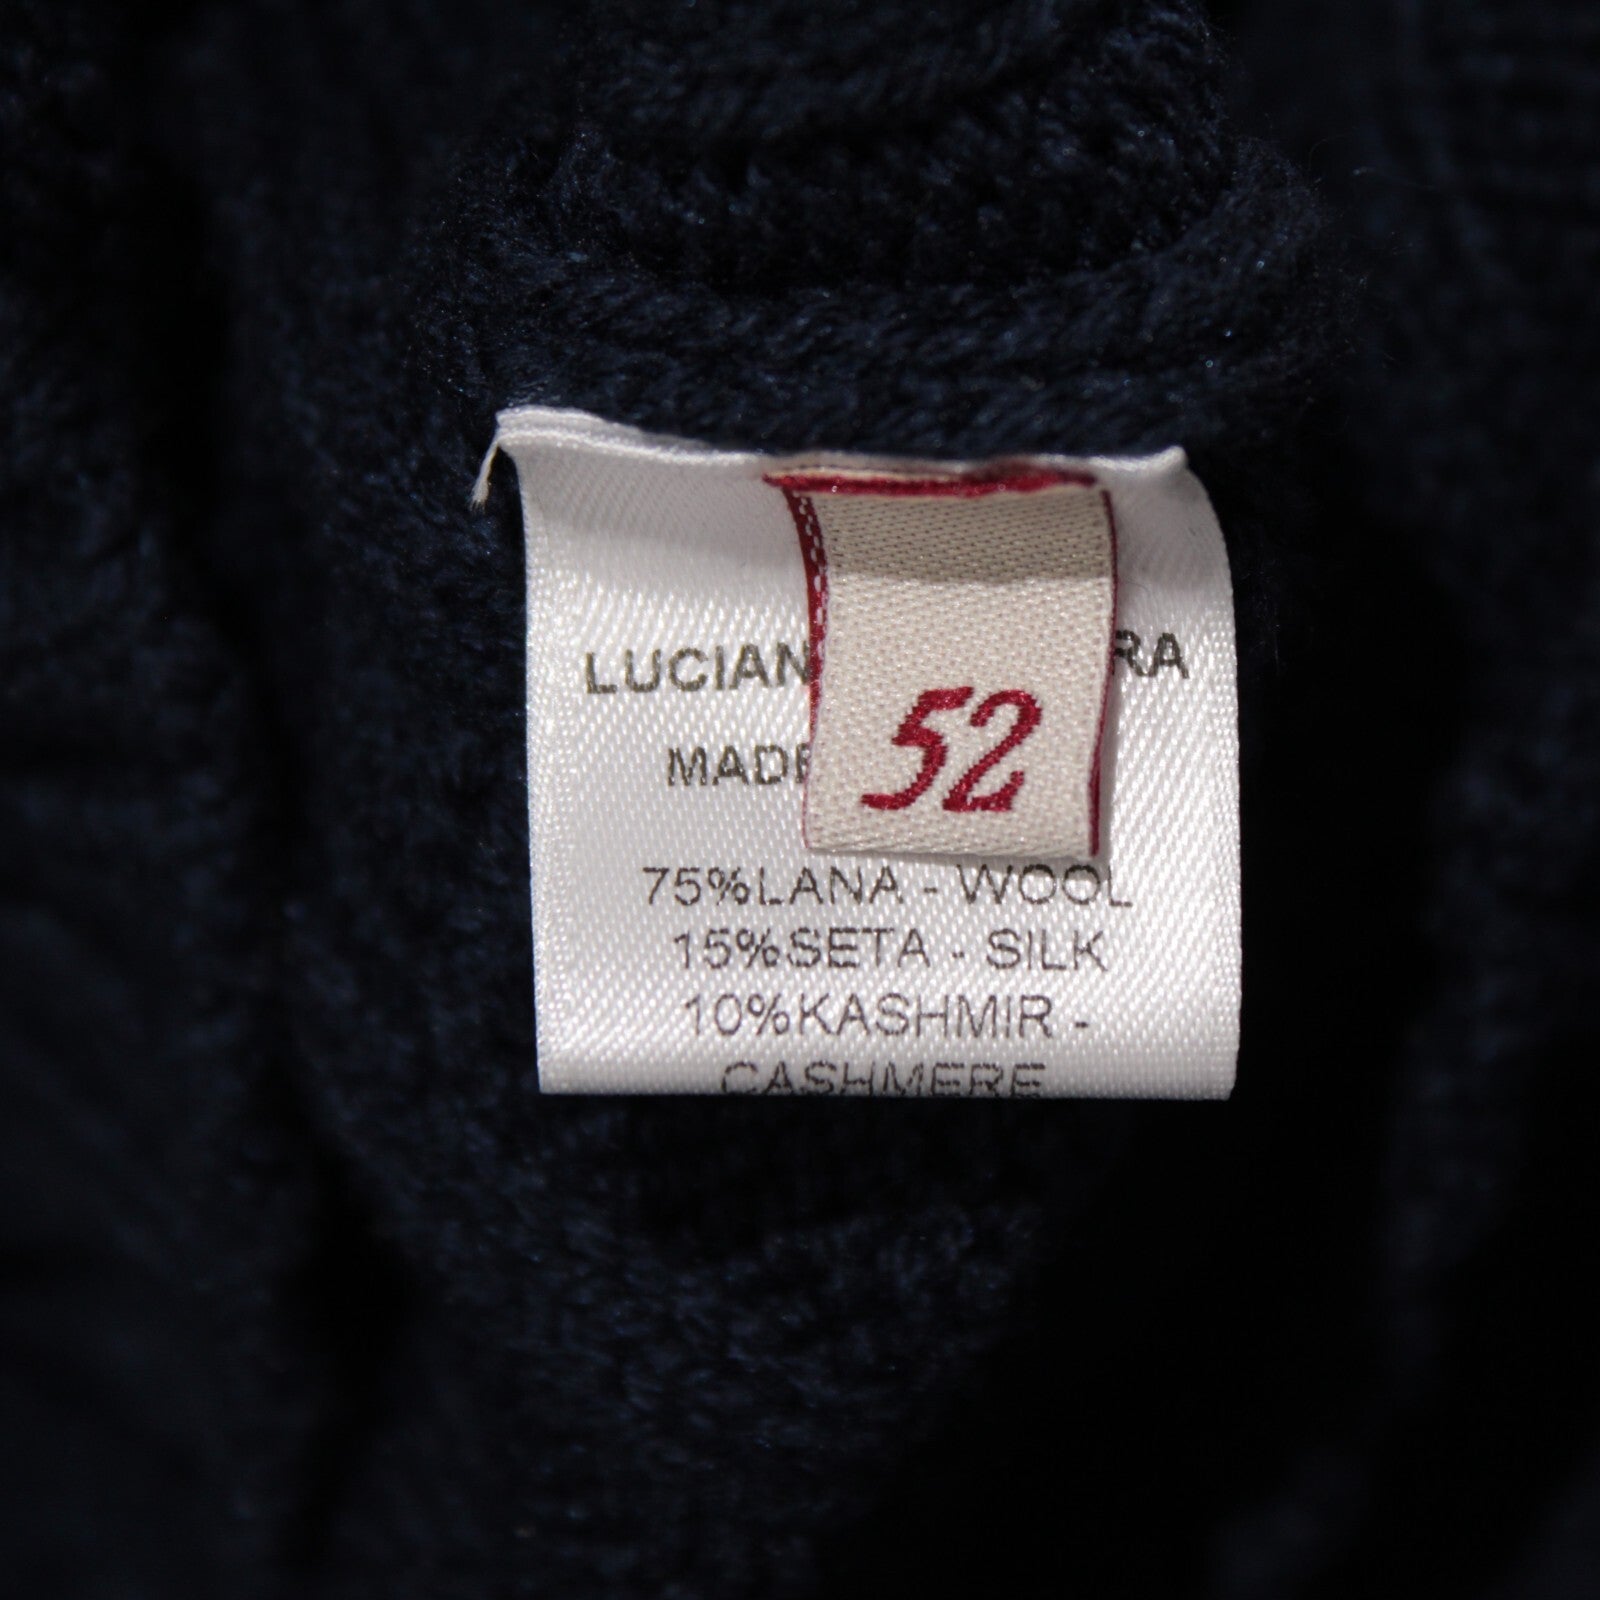 LUCIAN RA
MADE
52
75%LANA - WOOL
15%SETA - SILK
10%KASHMIR -
CASHMERE